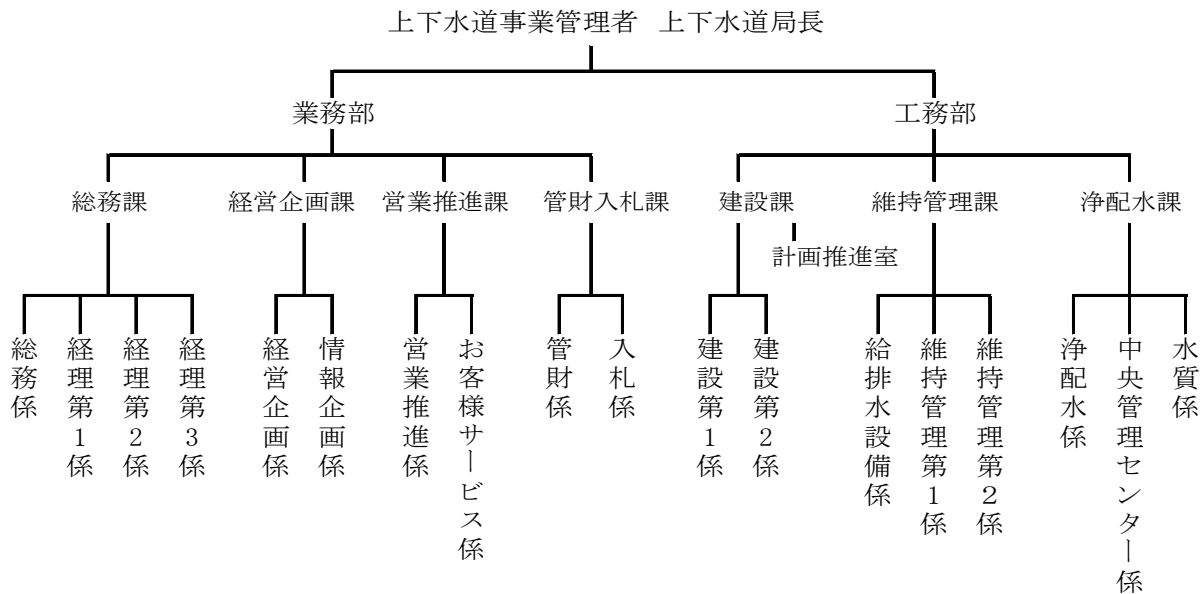 上下水道事業管理者 上下水道局長
業務部
工務部
総務課
経営企画課
営業推進課
管財入札課
建設課
維持管理課
浄配水課
計画推進室
総務係
経理第1係
経理第2係
経理第3係
経営企画係
情報企画係
営業推進係
お客様サービス係
管財係
入札係
建設第1係
建設第2係
給排水設備係
維持管理第1係
維持管理第2係
浄配水係
中央管理センター係
水質係